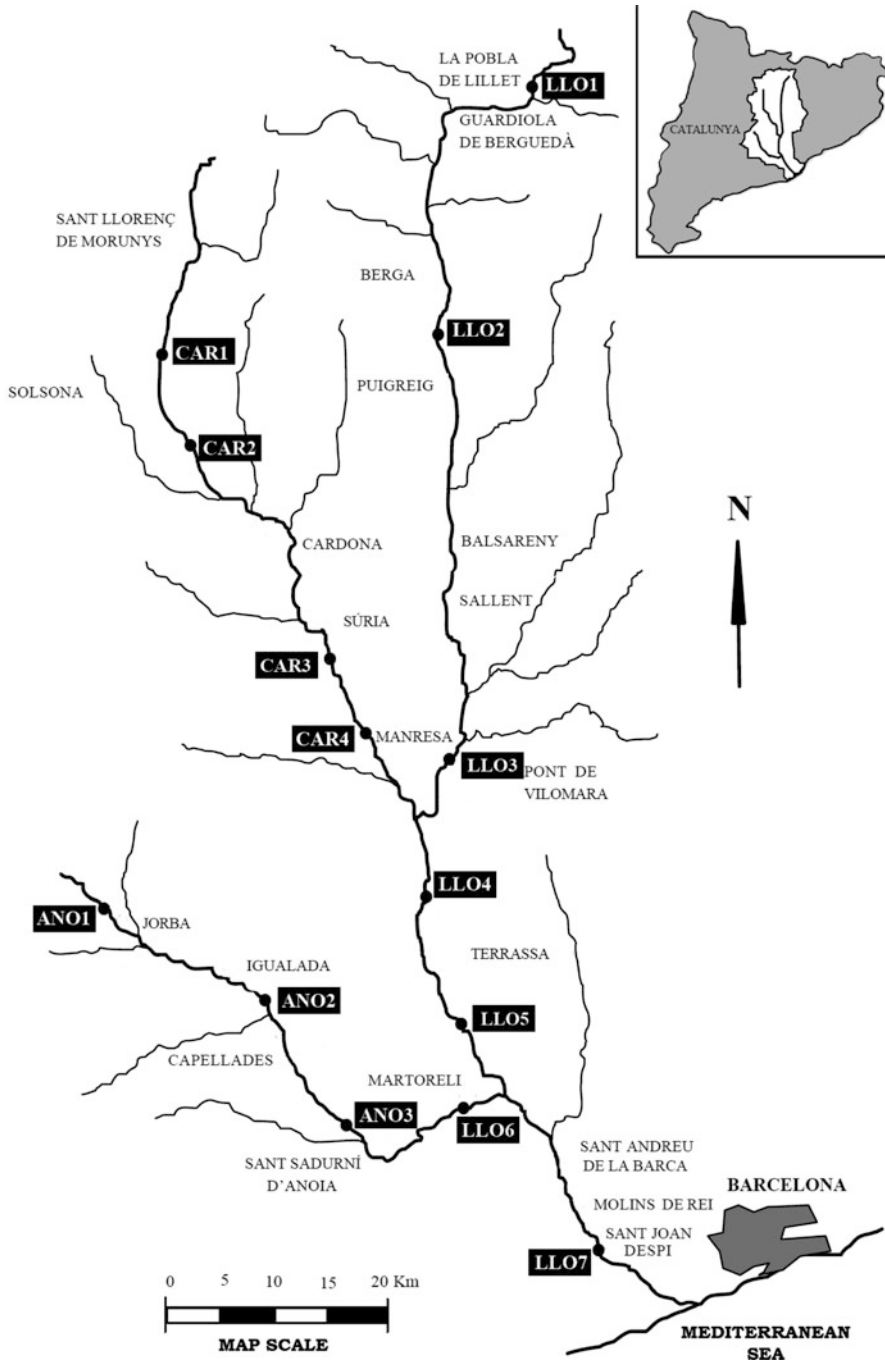 LA POBLA
DE LILLET
LLO1
GUARDIOLA
DE BERGUEDÀ
CATALUNYA
SANT LLORENÇ
DE MORUNYS
BERGA
LLO2
CAR1
SOLSONA
PUIGREIG
CAR2
N
CARDONA
BALSARENY
SALLENT
SÚRIA
CAR3
CAR4
MANRESA
LLO3
PONT DE
VILOMARA
LLO4
ANO1
JORBA
TERRASSA
IGUALADA
ANO2
LLO5
CAPELLADES
MARTORELI
ANO3
LLO6
SANT SADURNÍ
D'ANOIA
SANT ANDREU
DE LA BARCA
BARCELONA
MOLINS DE REI
SANT JOAN
DESPI
LLO7
0 5 10 15 20 Km
MAP SCALE
MEDITERRANEAN
SEA